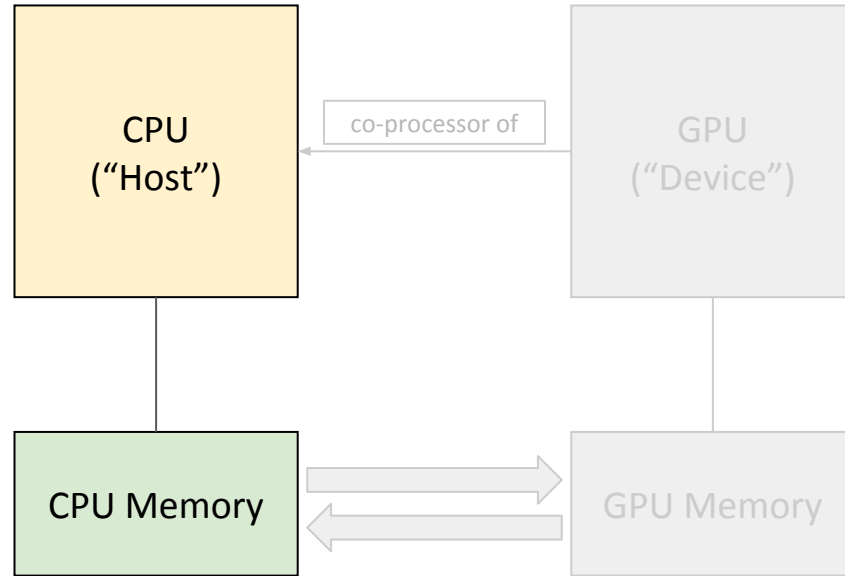 CPU
(“Host”)
co-processor of
GPU
(“Device”)
CPU Memory
GPU Memory